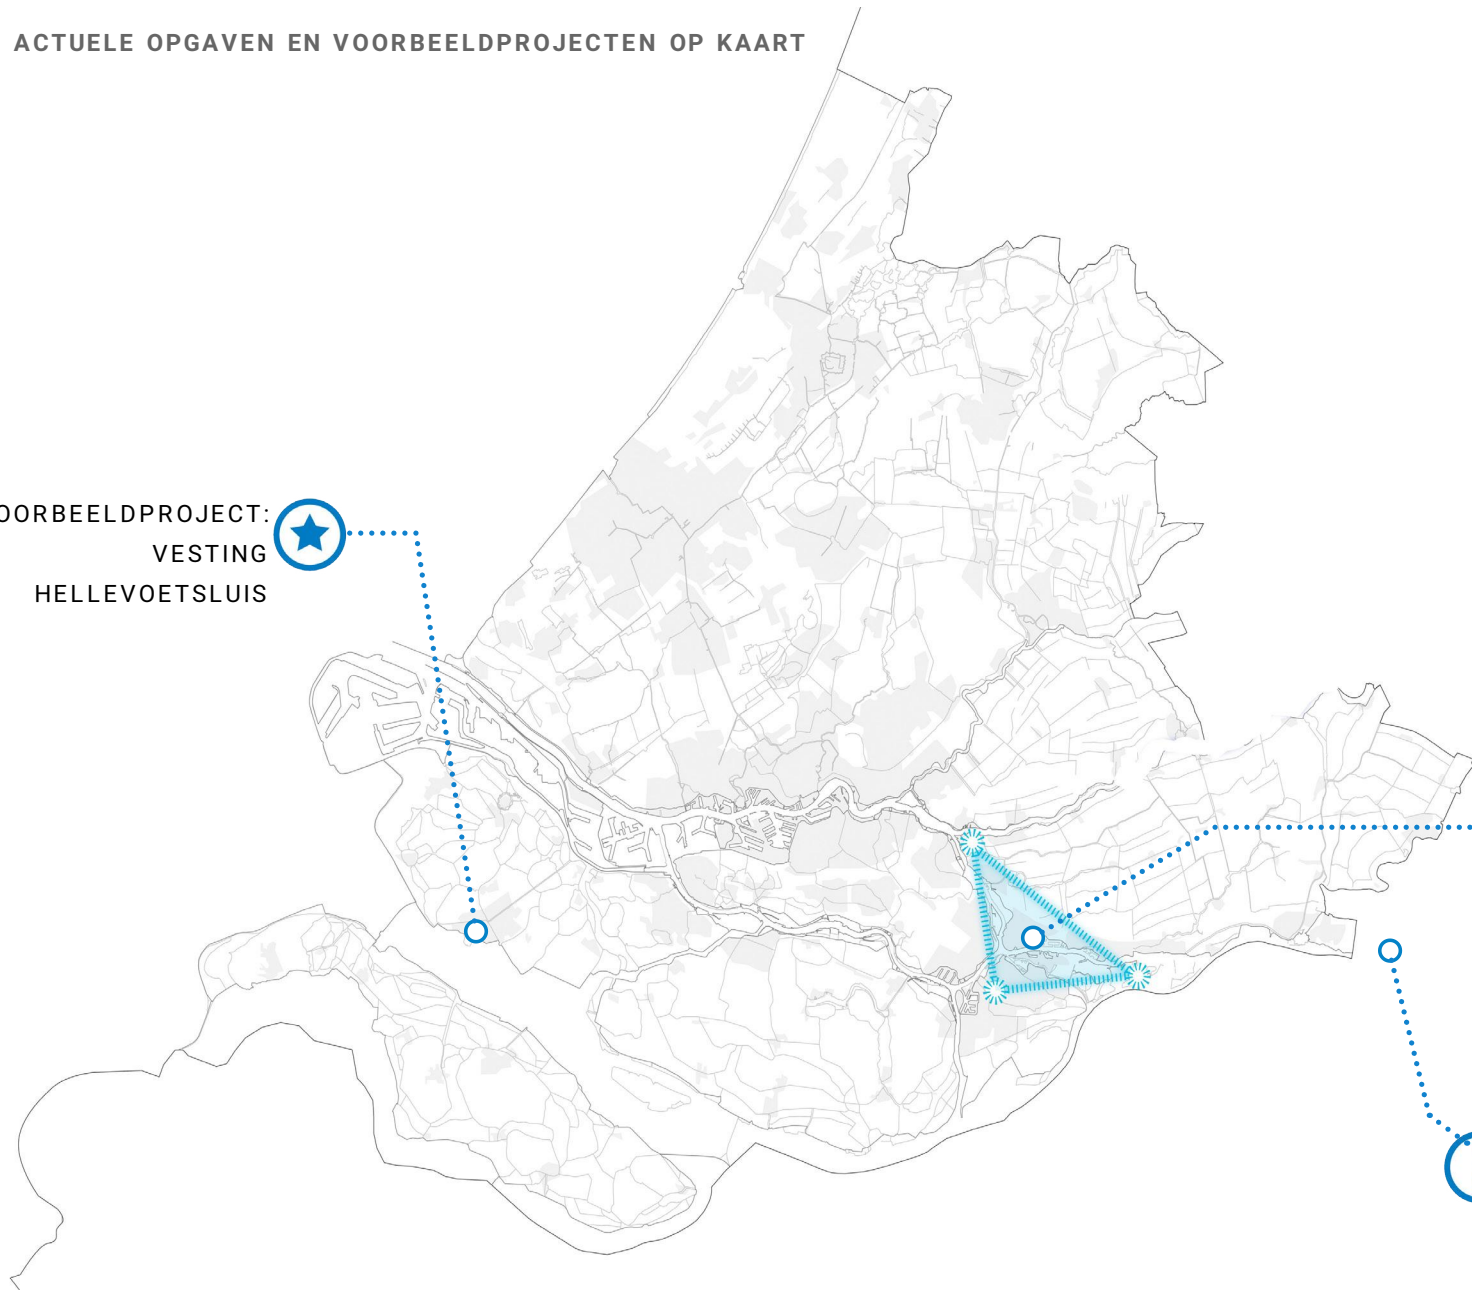 ACTUELE OPGAVEN EN VOORBEELDPROJECTEN OP KAART
OORBEELDPROJECT:
VESTING
HELLEVOETSLUIS